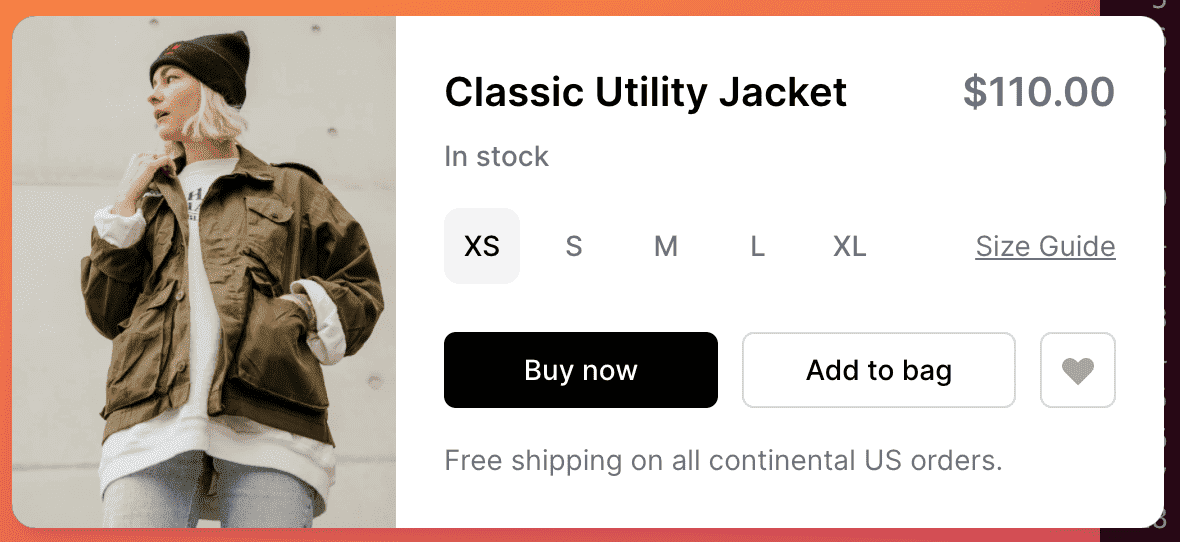 Classic Utility Jacket $110.00
In stock
XS S M L XL Size Guide
Buy now Add to bag
Free shipping on all continental US orders.